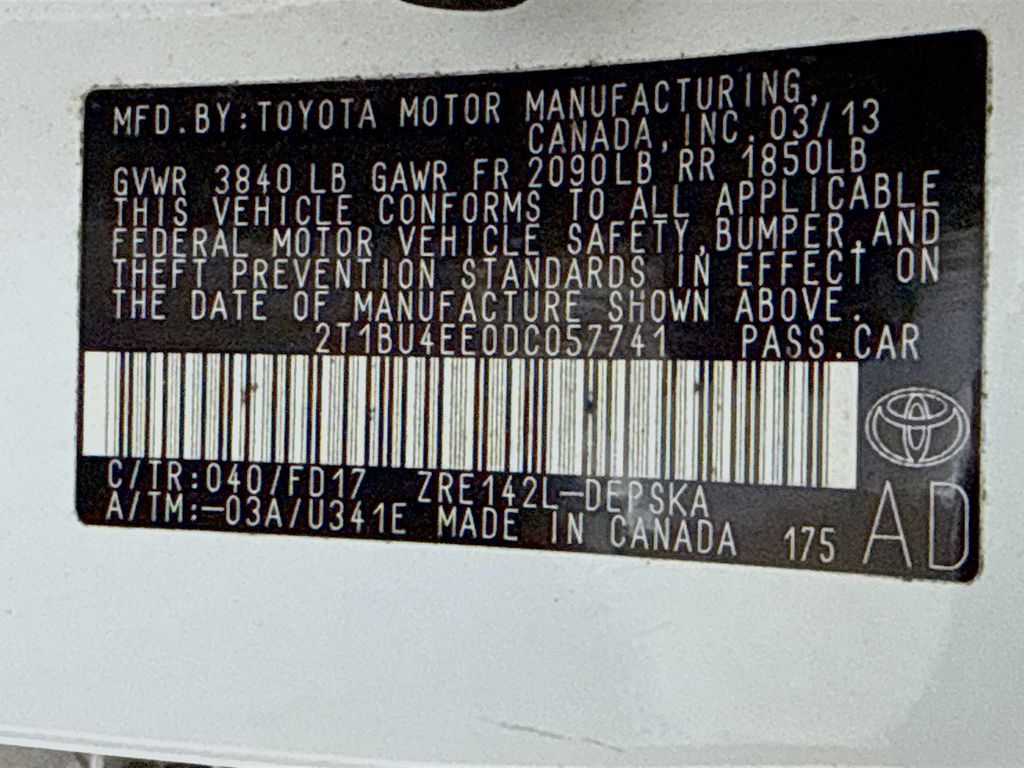 MFD.BY:TOYOTA MOTOR MANUFACTURING,
CANADA, INC. 03/13
GVWR 3840 LB GAWR FR 2090LB RR 1850LB
THIS VEHICLE CONFORMS TO ALL APPLICABLE
FEDERAL MOTOR VEHICLE SAFETY,BUMPER,AND
THEFT PREVENTION STANDARDS IN EFFECT ON
THE DATE OF MANUFACTURE SHOWN ABOVE.
2T1BU4EE0DC057741 PASS.CAR
C/TR:040/FD17 ZRE142L-DEPSKA
A/TM:-03A/U341E MADE IN CANADA 175 AD